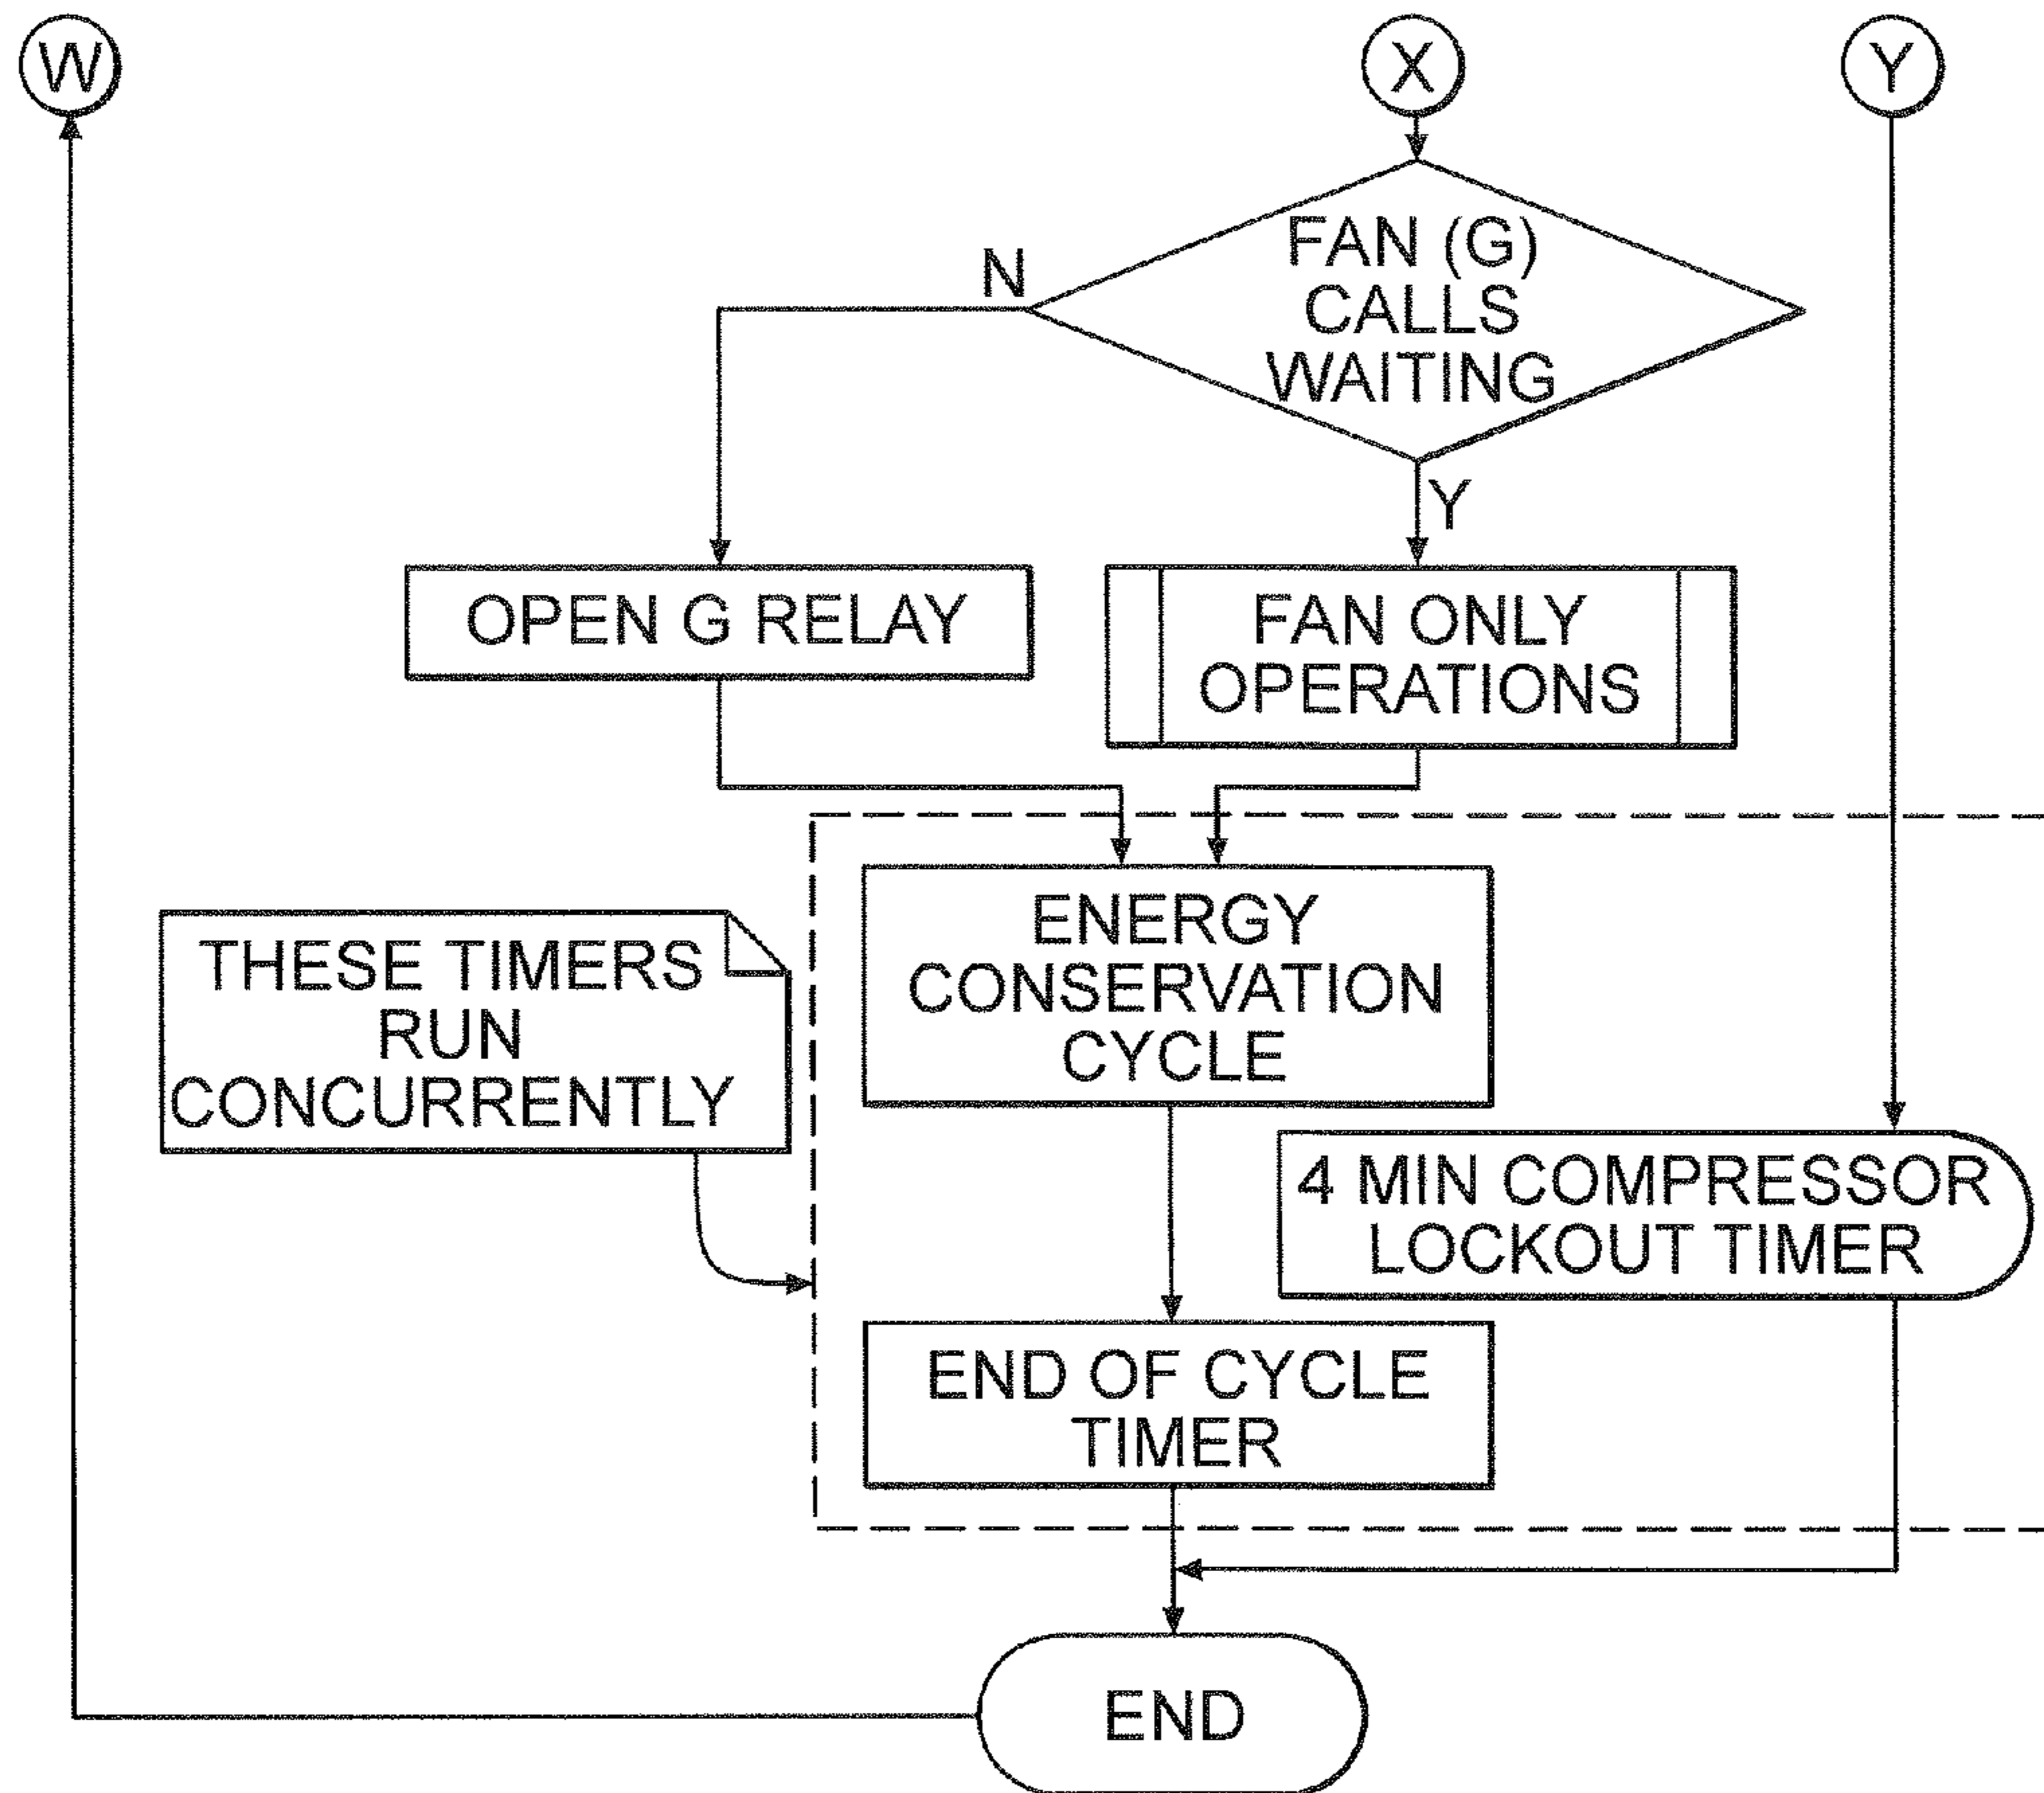 W
X
Y
FAN (G)
CALLS
WAITING
N
Y
OPEN G RELAY
FAN ONLY
OPERATIONS
THESE TIMERS
RUN
CONCURRENTLY
ENERGY
CONSERVATION
CYCLE
4 MIN COMPRESSOR
LOCKOUT TIMER
END OF CYCLE
TIMER
END